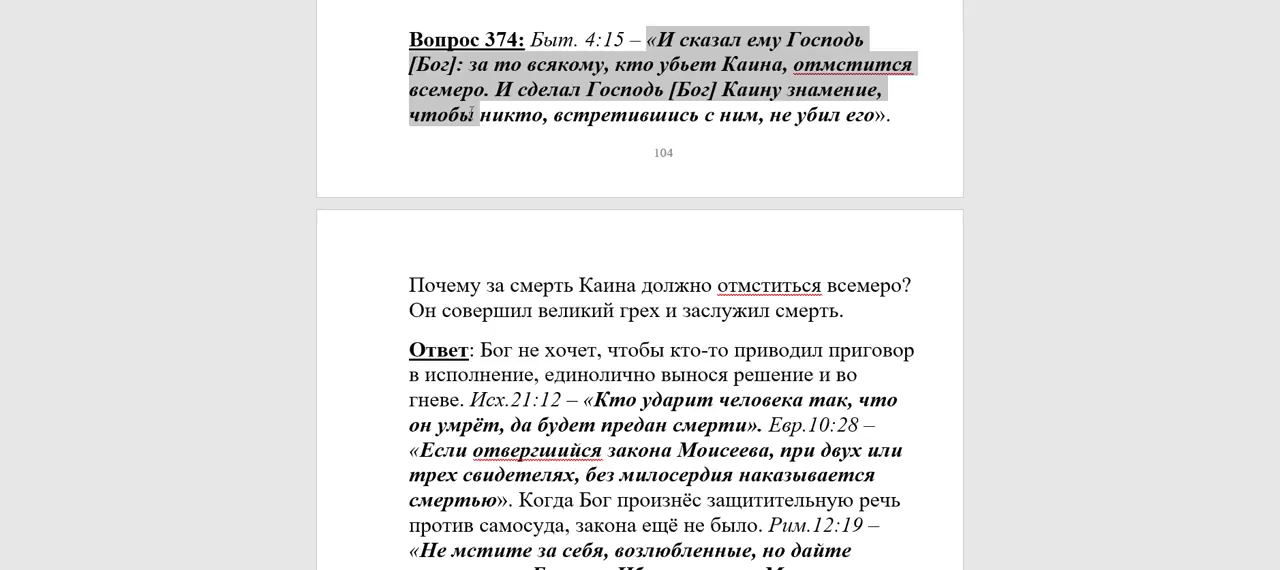 Вопрос 374: Быт. 4:15 – «И сказал ему Господь
[Бог]: за то всякому, кто убьет Каина, отмстится
всемеро. И сделал Господь [Бог] Каину знамение,
чтобы никто, встретившись с ним, не убил его».
104
Почему за смерть Каина должно отмститься всемеро?
Он совершил великий грех и заслужил смерть.
Ответ: Бог не хочет, чтобы кто-то приводил приговор
в исполнение, единолично вынося решение и во
гневе. Исх.21:12 – «Кто ударит человека так, что
он умрёт, да будет предан смерти». Евр.10:28 –
«Если отвергшийся закона Моисеева, при двух или
трех свидетелях, без милосердия наказывается
смертью». Когда Бог произнёс защитительную речь
против самосуда, закона ещё не было. Рим.12:19 –
«Не мстите за себя, возлюбленные, но дайте